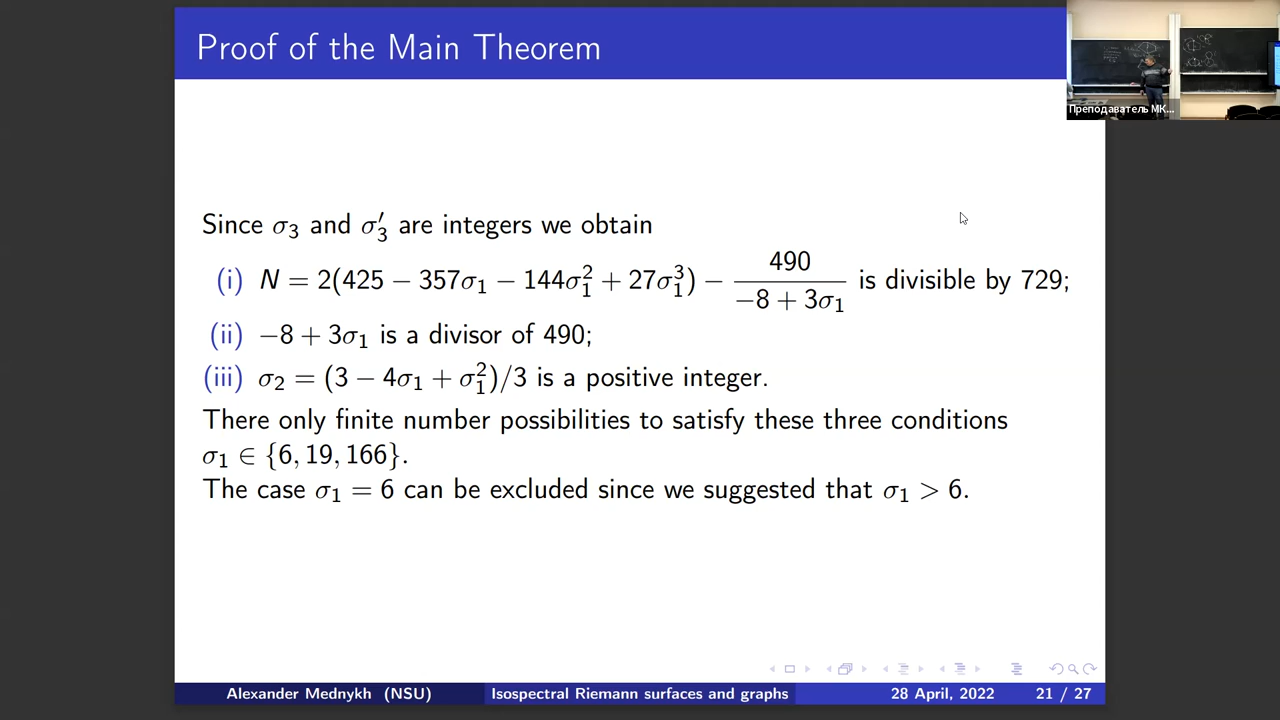 Proof of the Main Theorem
Преподаватель МК...
Since σ₃ and σ′₃ are integers we obtain
(i) N = 2(425 − 357σ₁ − 144σ₁² + 27σ₁³) − 490/(−8 + 3σ₁) is divisible by 729;
(ii) −8 + 3σ₁ is a divisor of 490;
(iii) σ₂ = (3 − 4σ₁ + σ₁²)/3 is a positive integer.
There only finite number possibilities to satisfy these three conditions
σ₁ ∈ {6, 19, 166}.
The case σ₁ = 6 can be excluded since we suggested that σ₁ > 6.
Alexander Mednykh (NSU) Isospectral Riemann surfaces and graphs 28 April, 2022 21 / 27